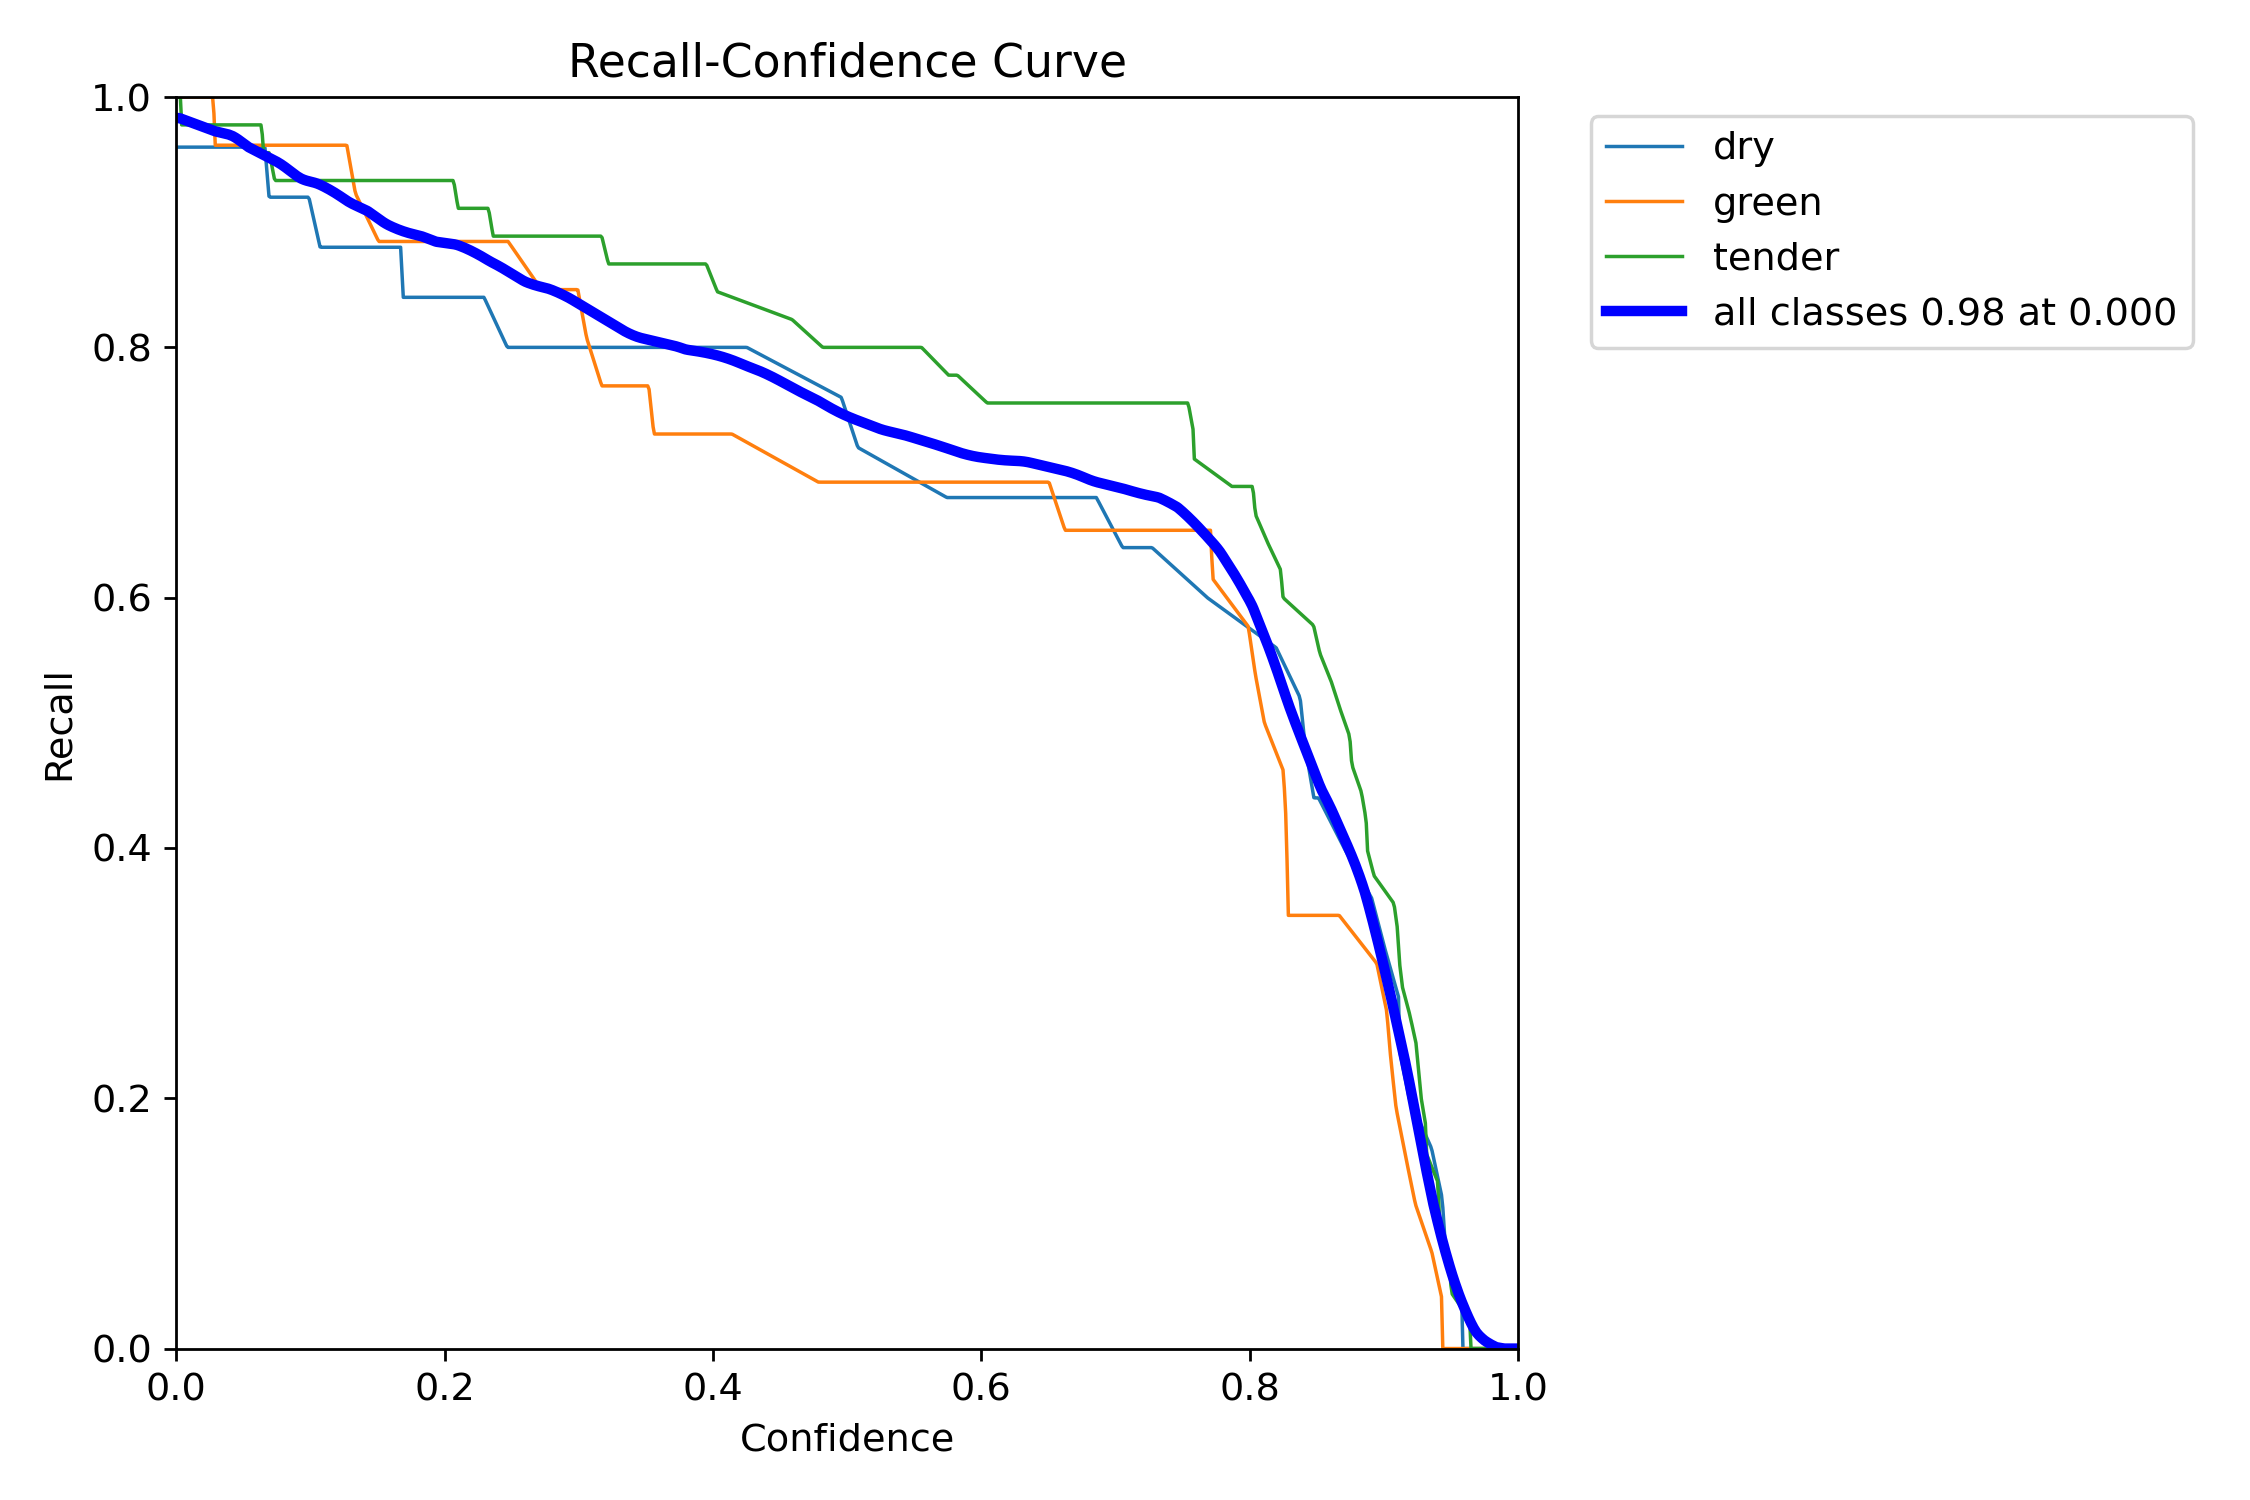 Recall-Confidence Curve
1.0
0.8
0.6
0.4
0.2
0.0
Recall
0.0 0.2 0.4 0.6 0.8 1.0
Confidence
dry
green
tender
all classes 0.98 at 0.000